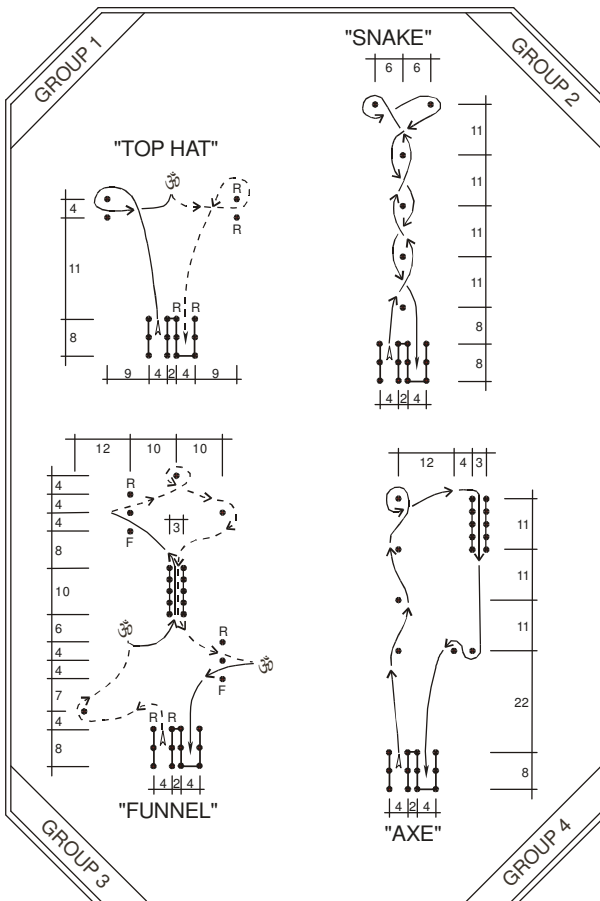 GROUP 1
GROUP 2
"SNAKE"
6 6
11
11
11
11
8
8
4 2 4
"TOP HAT"
ॐ
R
R
4
11
8
R R
9 4 2 4 9
12 10 10
4
4
4
8
10
6
4
4
7
4
8
R
F
3
ॐ
R
ॐ
F
R R
4 2 4
"FUNNEL"
12 4 3
11
11
11
22
8
4 2 4
"AXE"
GROUP 3
GROUP 4